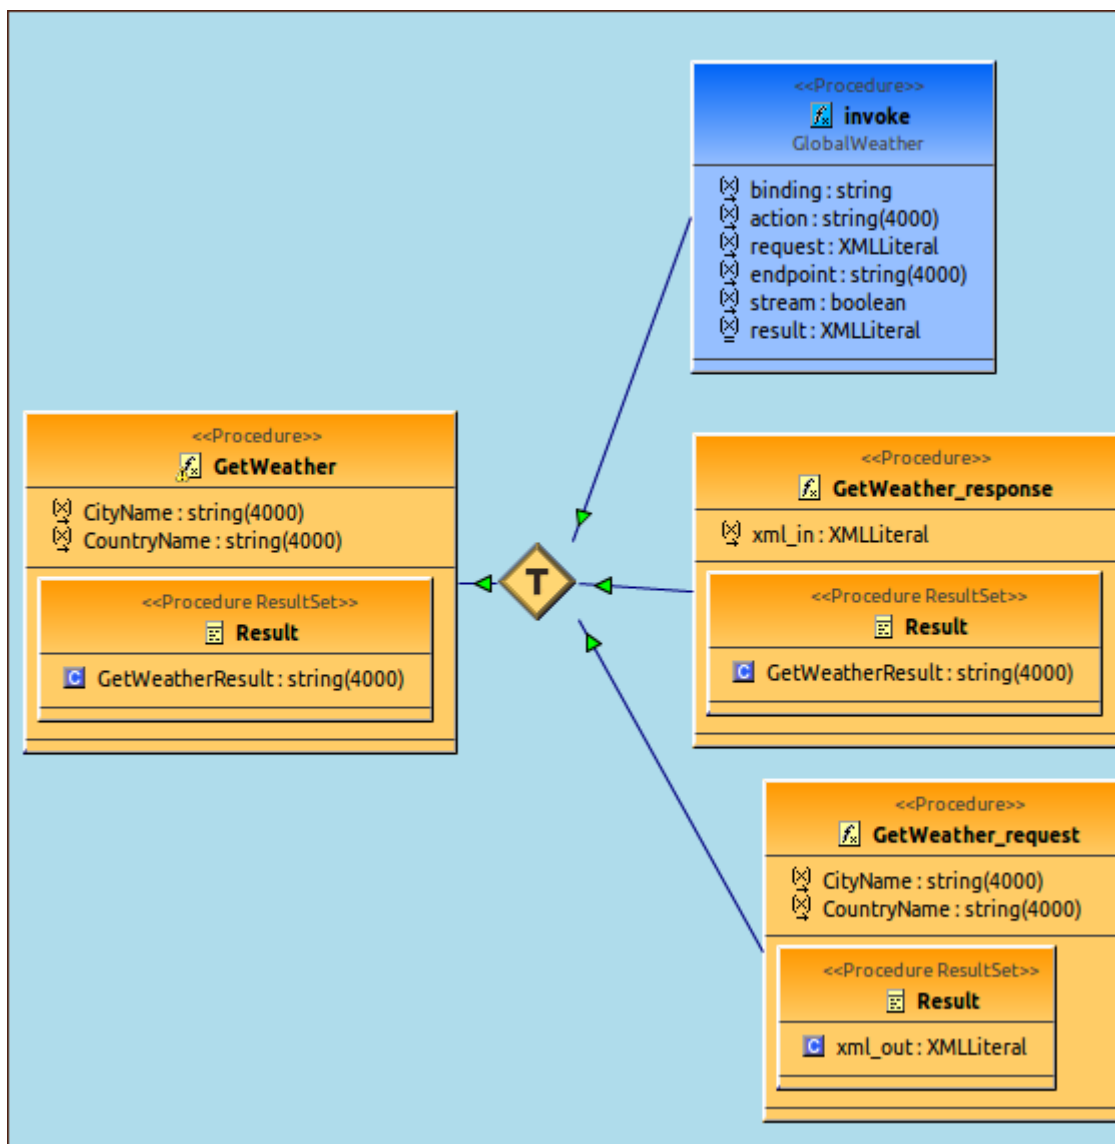 <<Procedure>>
invoke
GlobalWeather
binding : string
action : string(4000)
request : XMLLiteral
endpoint : string(4000)
stream : boolean
result : XMLLiteral
<<Procedure>>
GetWeather
CityName : string(4000)
CountryName : string(4000)
<<Procedure ResultSet>>
Result
C GetWeatherResult : string(4000)
T
<<Procedure>>
GetWeather_response
xml_in : XMLLiteral
<<Procedure ResultSet>>
Result
C GetWeatherResult : string(4000)
<<Procedure>>
GetWeather_request
CityName : string(4000)
CountryName : string(4000)
<<Procedure ResultSet>>
Result
C xml_out : XMLLiteral